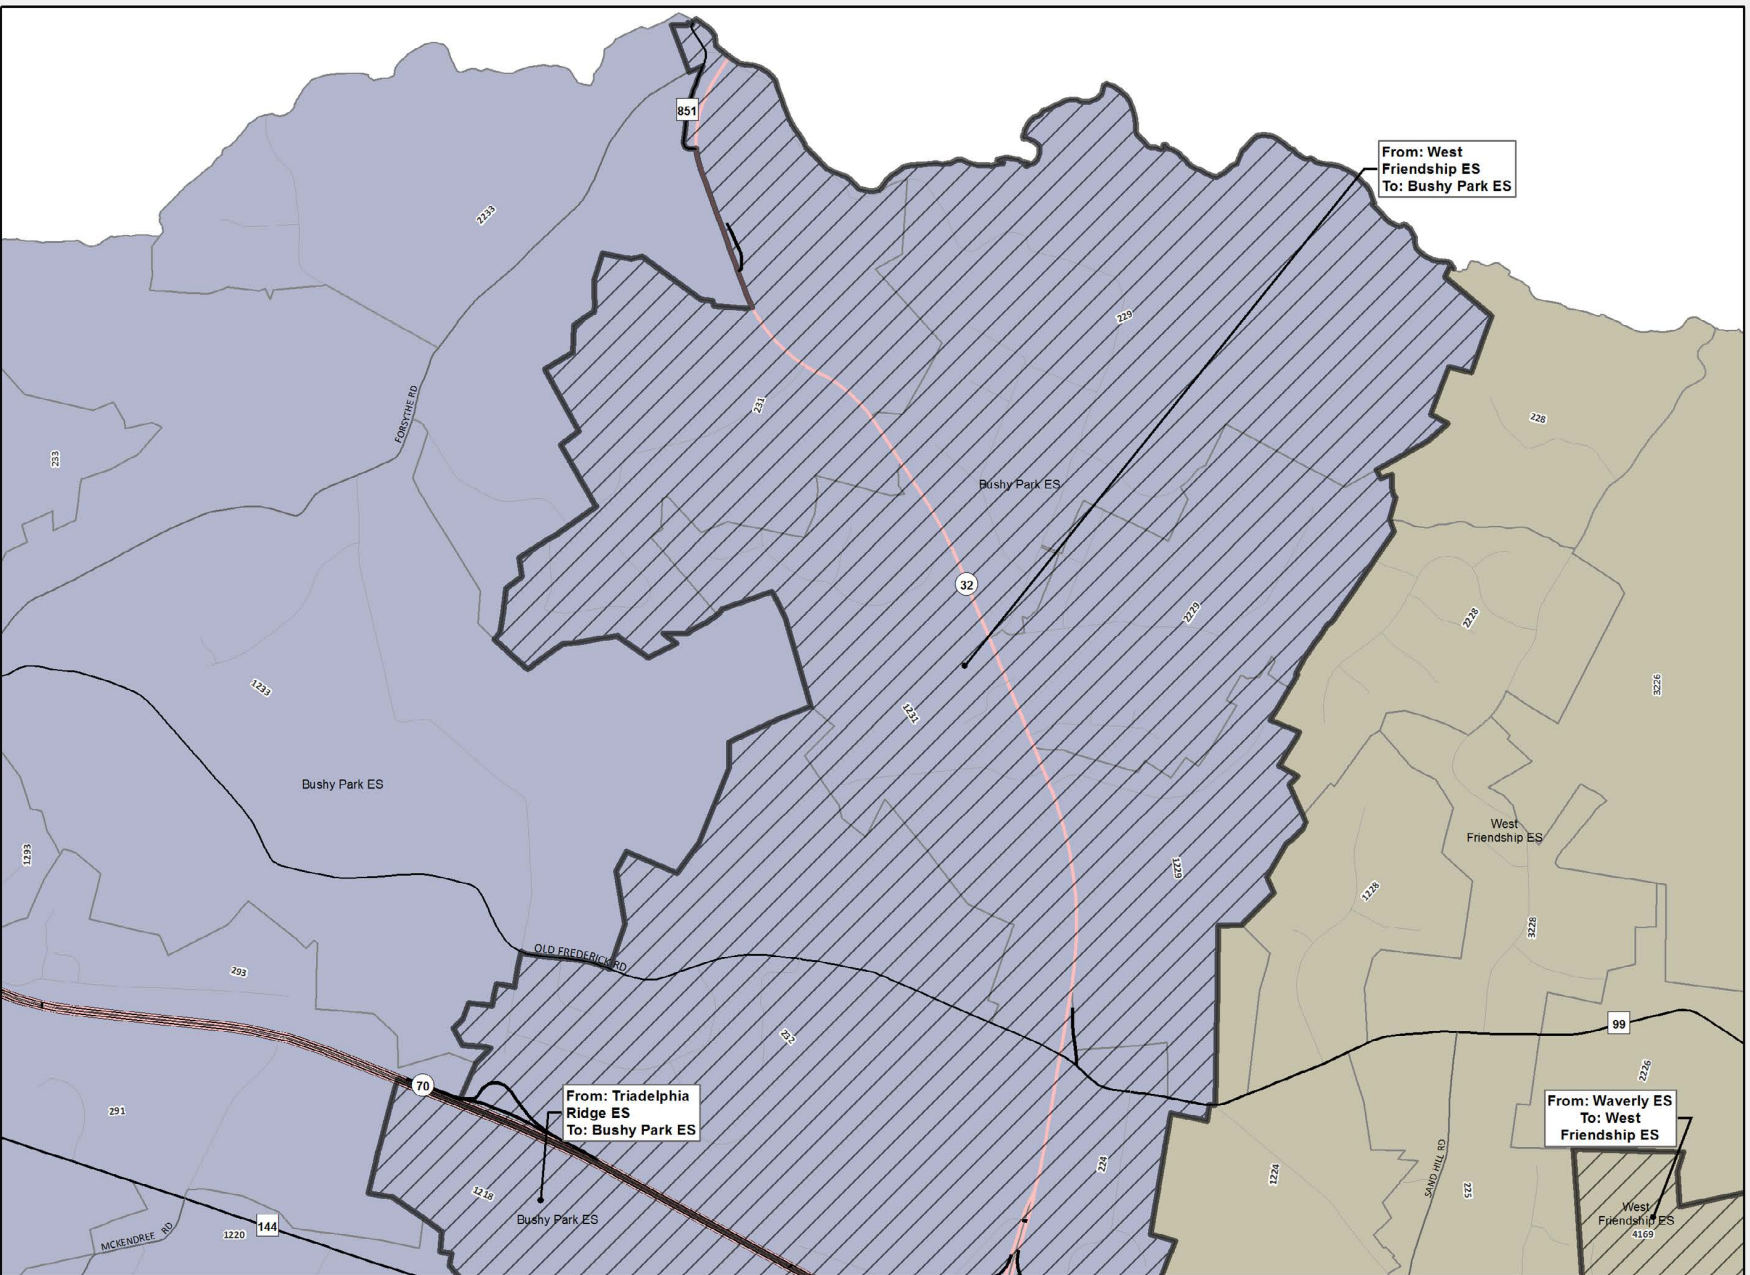 851
From: West
Friendship ES
To: Bushy Park ES
2233
229
231
FORSYTHE RD
228
233
Bushy Park ES
32
2229
2228
1233
3226
1231
Bushy Park ES
West
Friendship ES
1293
1229
1228
3228
OLD FREDERICK RD
293
99
232
2226
70
From: Triadelphia
Ridge ES
To: Bushy Park ES
From: Waverly ES
To: West
Friendship ES
291
224
1224
SAND HILL RD
225
1218
Bushy Park ES
West
Friendship ES
4169
144
MCKENDREE RD
1220